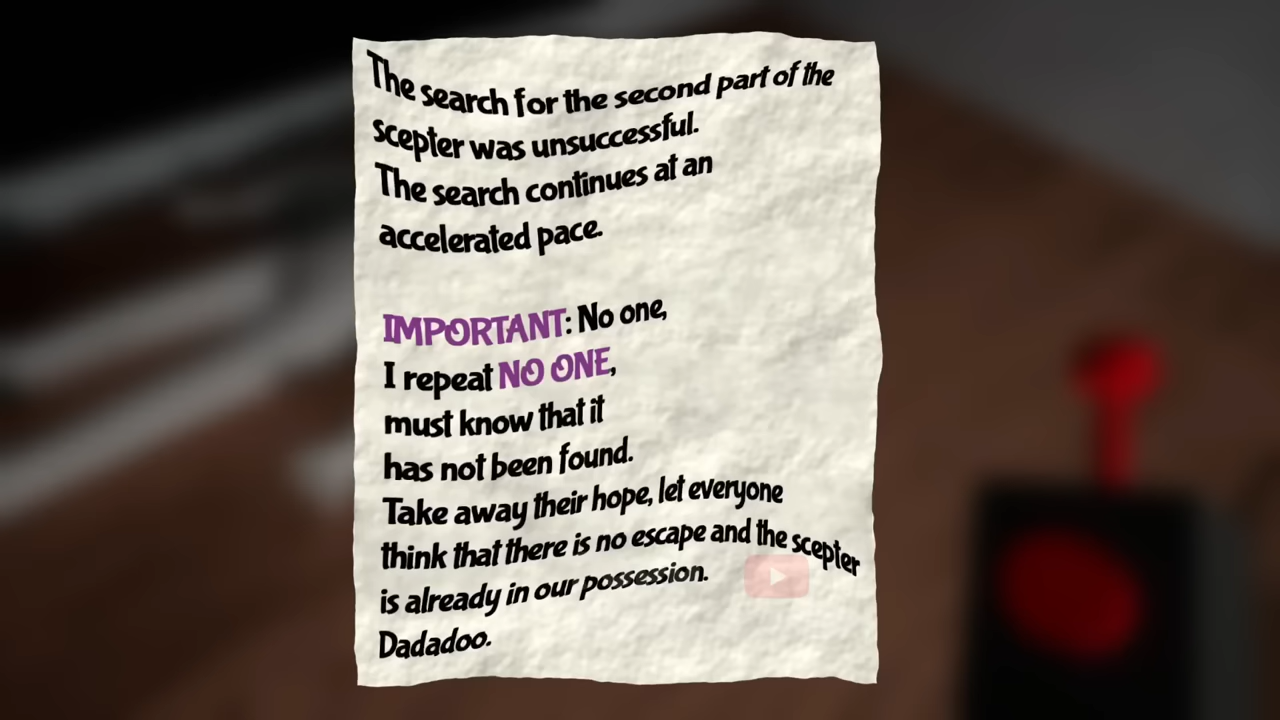 The search for the second part of the
scepter was unsuccessful.
The search continues at an
accelerated pace.
IMPORTANT: No one,
I repeat NO ONE,
must know that it
has not been found.
Take away their hope, let everyone
think that there is no escape and the scepter
is already in our possession.
Dadadoo.